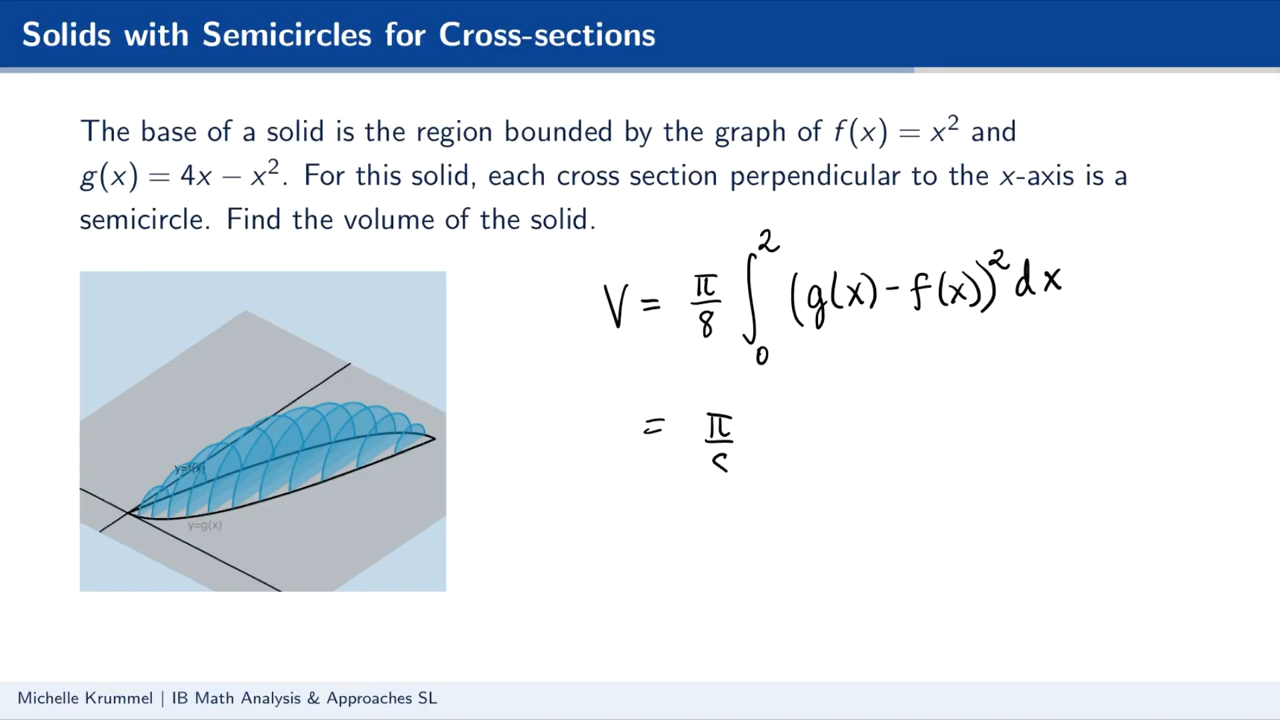 Solids with Semicircles for Cross-sections
The base of a solid is the region bounded by the graph of f(x) = x² and
g(x) = 4x − x². For this solid, each cross section perpendicular to the x-axis is a
semicircle. Find the volume of the solid.
V = π/8 ∫₀² (g(x) - f(x))² dx
= π/
y=f(x)
y=g(x)
Michelle Krummel | IB Math Analysis & Approaches SL